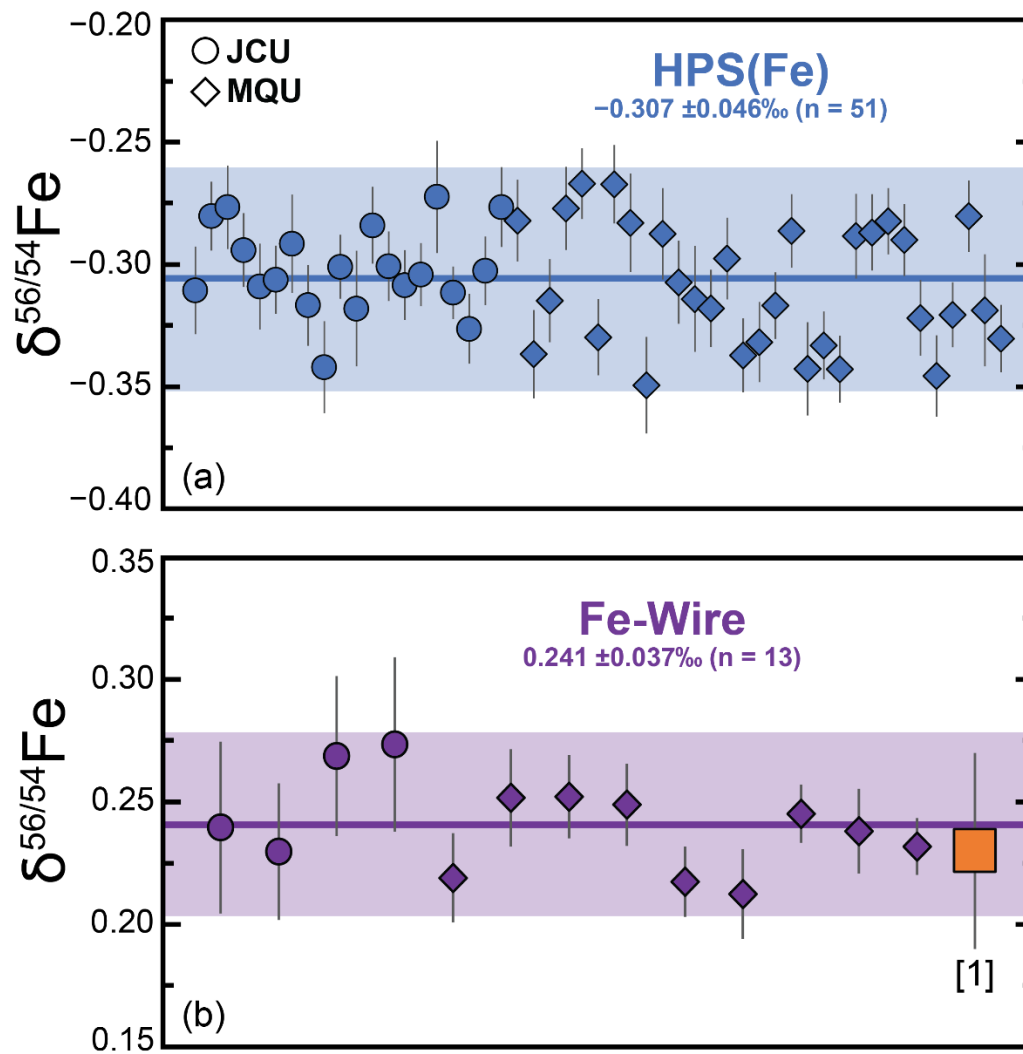 −0.20
JCU
MQU
HPS(Fe)
−0.307 ±0.046‰ (n = 51)
−0.25
−0.30
−0.35
−0.40
δ56/54Fe
(a)
0.35
Fe-Wire
0.241 ±0.037‰ (n = 13)
0.30
0.25
0.20
0.15
δ56/54Fe
[1]
(b)